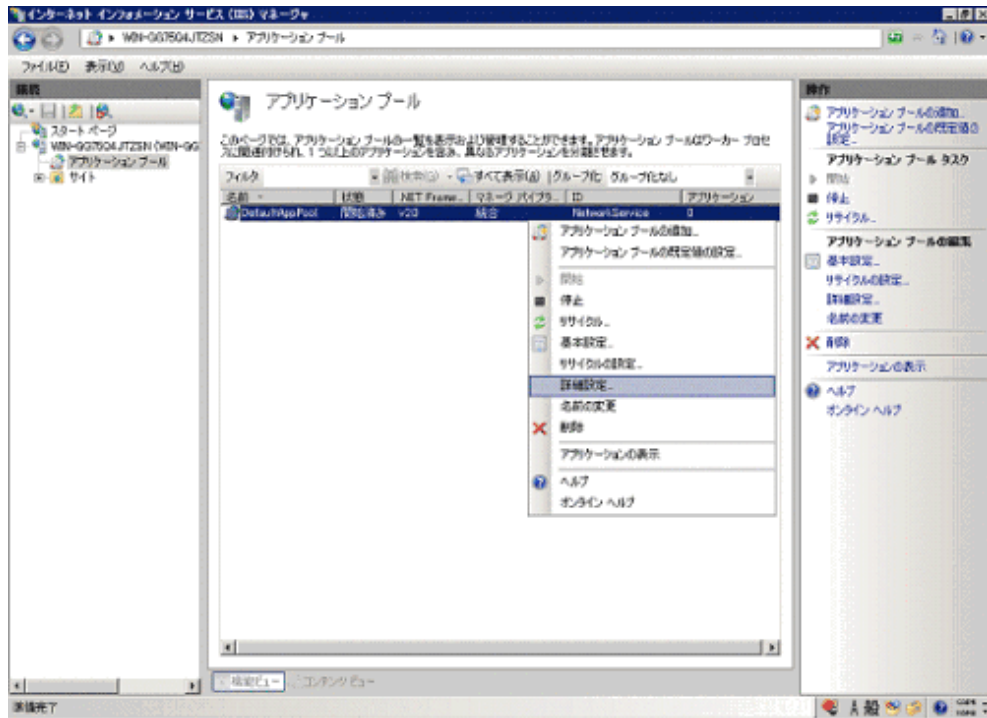 インターネット インフォメーション サービス (IIS) マネージャ
アプリケーション プール
ファイル(F) 表示(V) ヘルプ(H)
接続
スタート ページ
アプリケーション プール
サイト
アプリケーション プール
このページでは、アプリケーション プールの一覧を表示および管理することができます。アプリケーション プールはワーカー プロセ
スに関連付けられ、1 つ以上のアプリケーションを含み、異なるアプリケーションを分離させます。
フィルタ 検索(G) すべて表示(A) グループ化: グループ化なし
名前 状態 .NET Frame... マネージ パイプラ... ID アプリケーション
DefaultAppPool 開始済み v2.0 統合 NetworkService 0
アプリケーション プールの追加...
アプリケーション プールの既定値の設定...
開始
停止
リサイクル...
基本設定...
リサイクルの設定...
詳細設定...
名前の変更
削除
アプリケーションの表示
ヘルプ
オンライン ヘルプ
機能ビュー コンテンツ ビュー
操作
アプリケーション プールの追加...
アプリケーション プールの既定値の
設定...
アプリケーション プール タスク
開始
停止
リサイクル...
アプリケーション プールの編集
基本設定...
リサイクルの設定...
詳細設定...
名前の変更
削除
アプリケーションの表示
ヘルプ
オンライン ヘルプ
準備完了
A 般 CAPS
KANA